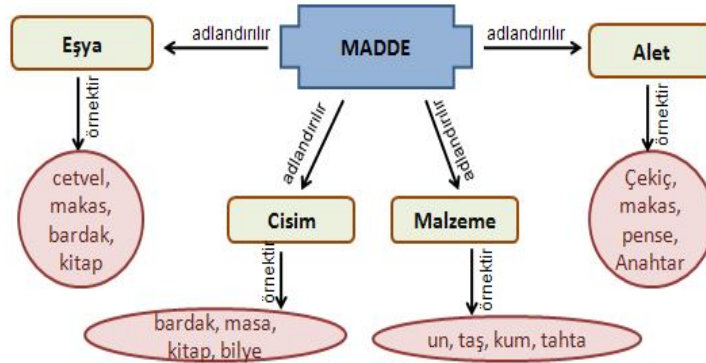 MADDE
adlandırılır
Eşya
örnektir
cetvel,
makas,
bardak,
kitap
adlandırılır
Cisim
örnektir
bardak, masa,
kitap, bilye
adlandırılır
Malzeme
örnektir
un, taş, kum, tahta
adlandırılır
Alet
örnektir
Çekiç,
makas,
pense,
Anahtar